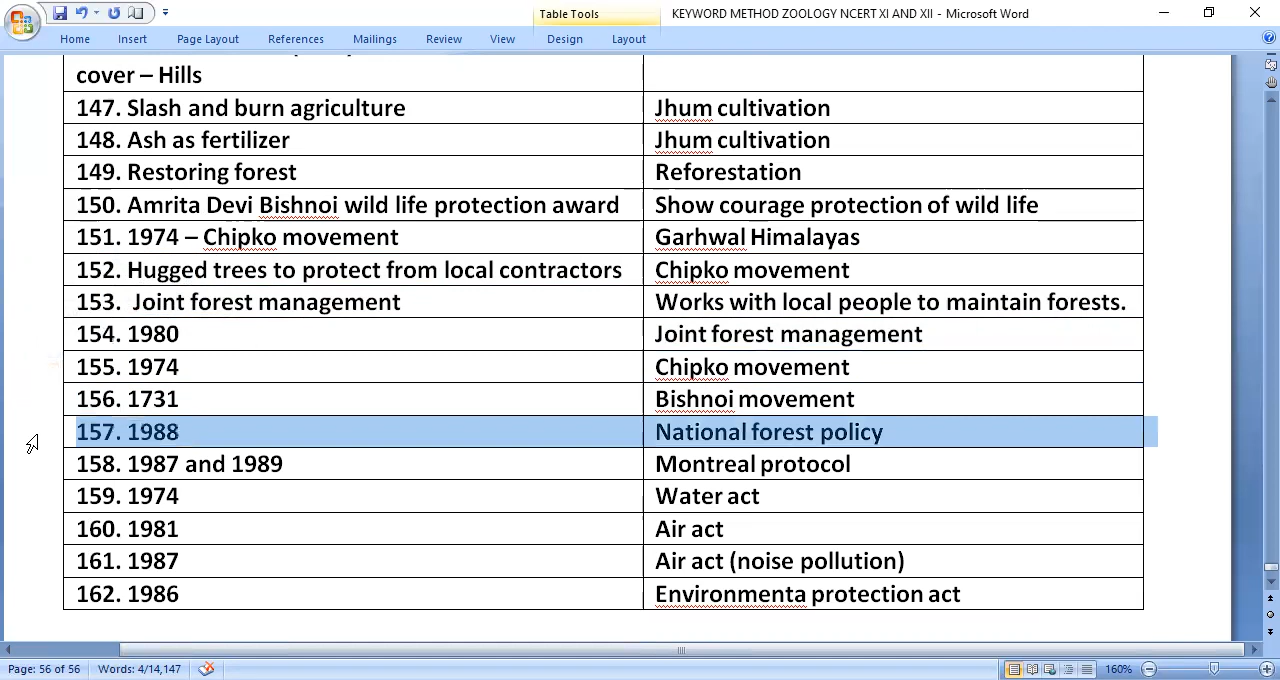 Table Tools
KEYWORD METHOD ZOOLOGY NCERT XI AND XII - Microsoft Word
Home Insert Page Layout References Mailings Review View Design Layout
cover – Hills
147. Slash and burn agriculture Jhum cultivation
148. Ash as fertilizer Jhum cultivation
149. Restoring forest Reforestation
150. Amrita Devi Bishnoi wild life protection award Show courage protection of wild life
151. 1974 – Chipko movement Garhwal Himalayas
152. Hugged trees to protect from local contractors Chipko movement
153. Joint forest management Works with local people to maintain forests.
154. 1980 Joint forest management
155. 1974 Chipko movement
156. 1731 Bishnoi movement
157. 1988 National forest policy
158. 1987 and 1989 Montreal protocol
159. 1974 Water act
160. 1981 Air act
161. 1987 Air act (noise pollution)
162. 1986 Environmenta protection act
Page: 56 of 56 Words: 4/14,147 160%